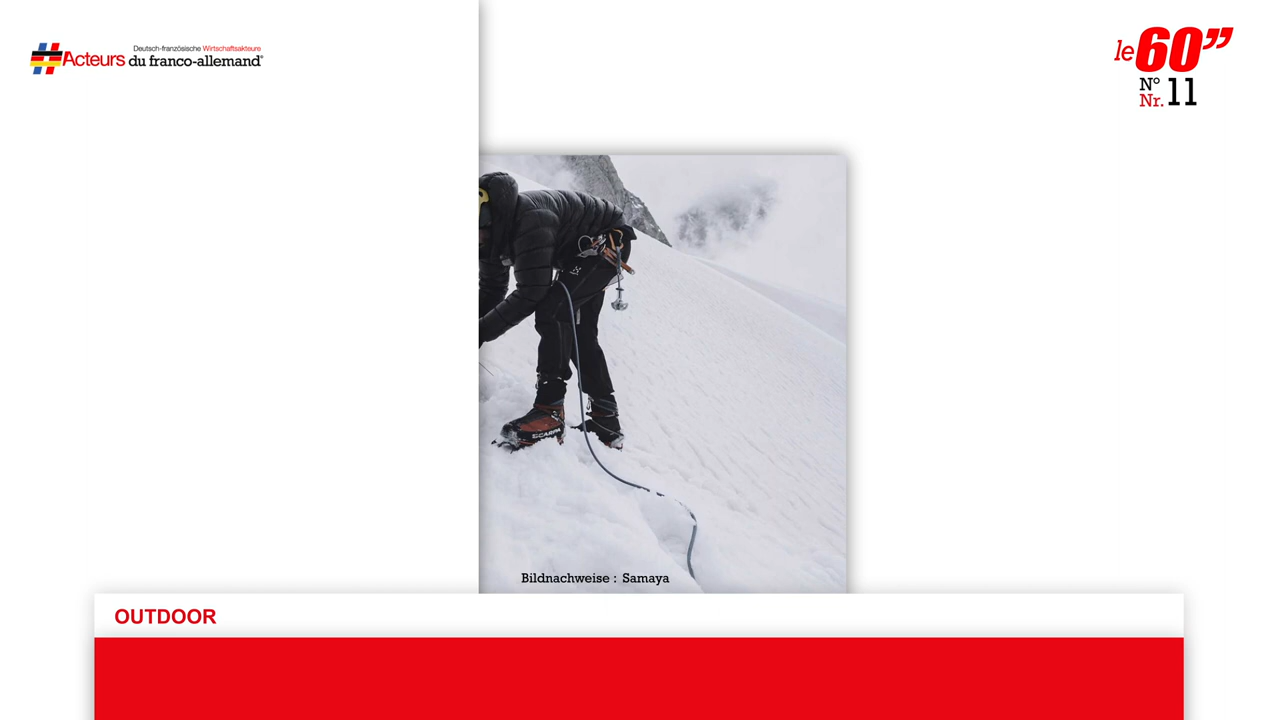 Deutsch-französische Wirtschaftsakteure
#Acteurs du franco-allemand®
le 60”
N°
Nr. 11
SCARPA
Bildnachweise : Samaya
OUTDOOR